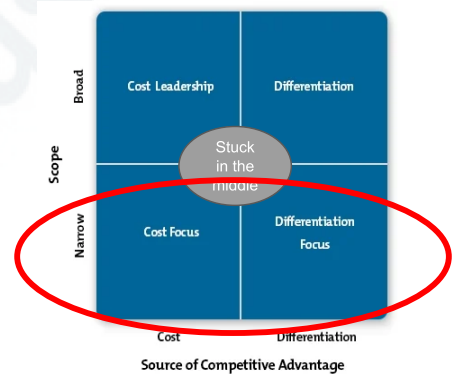 Broad
Cost Leadership
Differentiation
Scope
Stuck
in the
middle
Narrow
Cost Focus
Differentiation
Focus
Cost
Differentiation
Source of Competitive Advantage